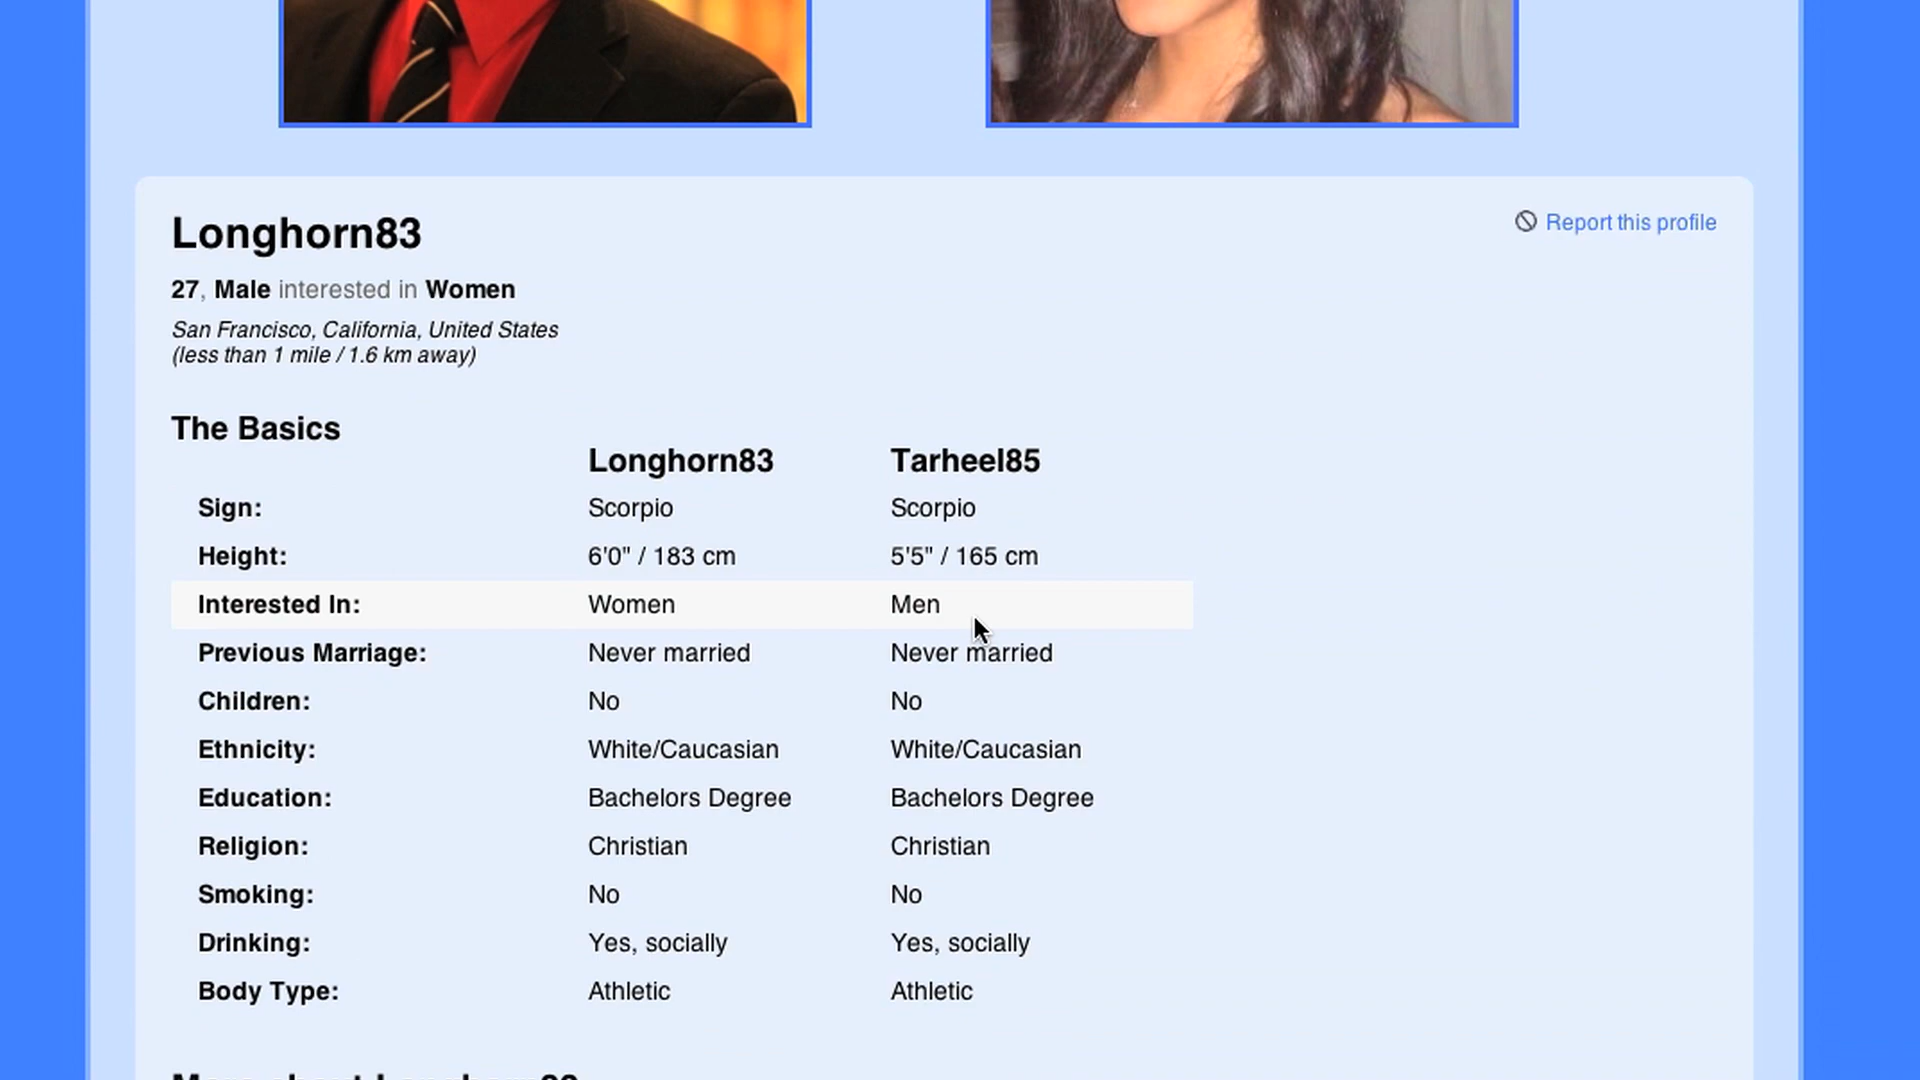 Longhorn83
Report this profile
27, Male interested in Women
San Francisco, California, United States
(less than 1 mile / 1.6 km away)
The Basics
Longhorn83 Tarheel85
Sign: Scorpio Scorpio
Height: 6'0" / 183 cm 5'5" / 165 cm
Interested In: Women Men
Previous Marriage: Never married Never married
Children: No No
Ethnicity: White/Caucasian White/Caucasian
Education: Bachelors Degree Bachelors Degree
Religion: Christian Christian
Smoking: No No
Drinking: Yes, socially Yes, socially
Body Type: Athletic Athletic
More about Longhorn83